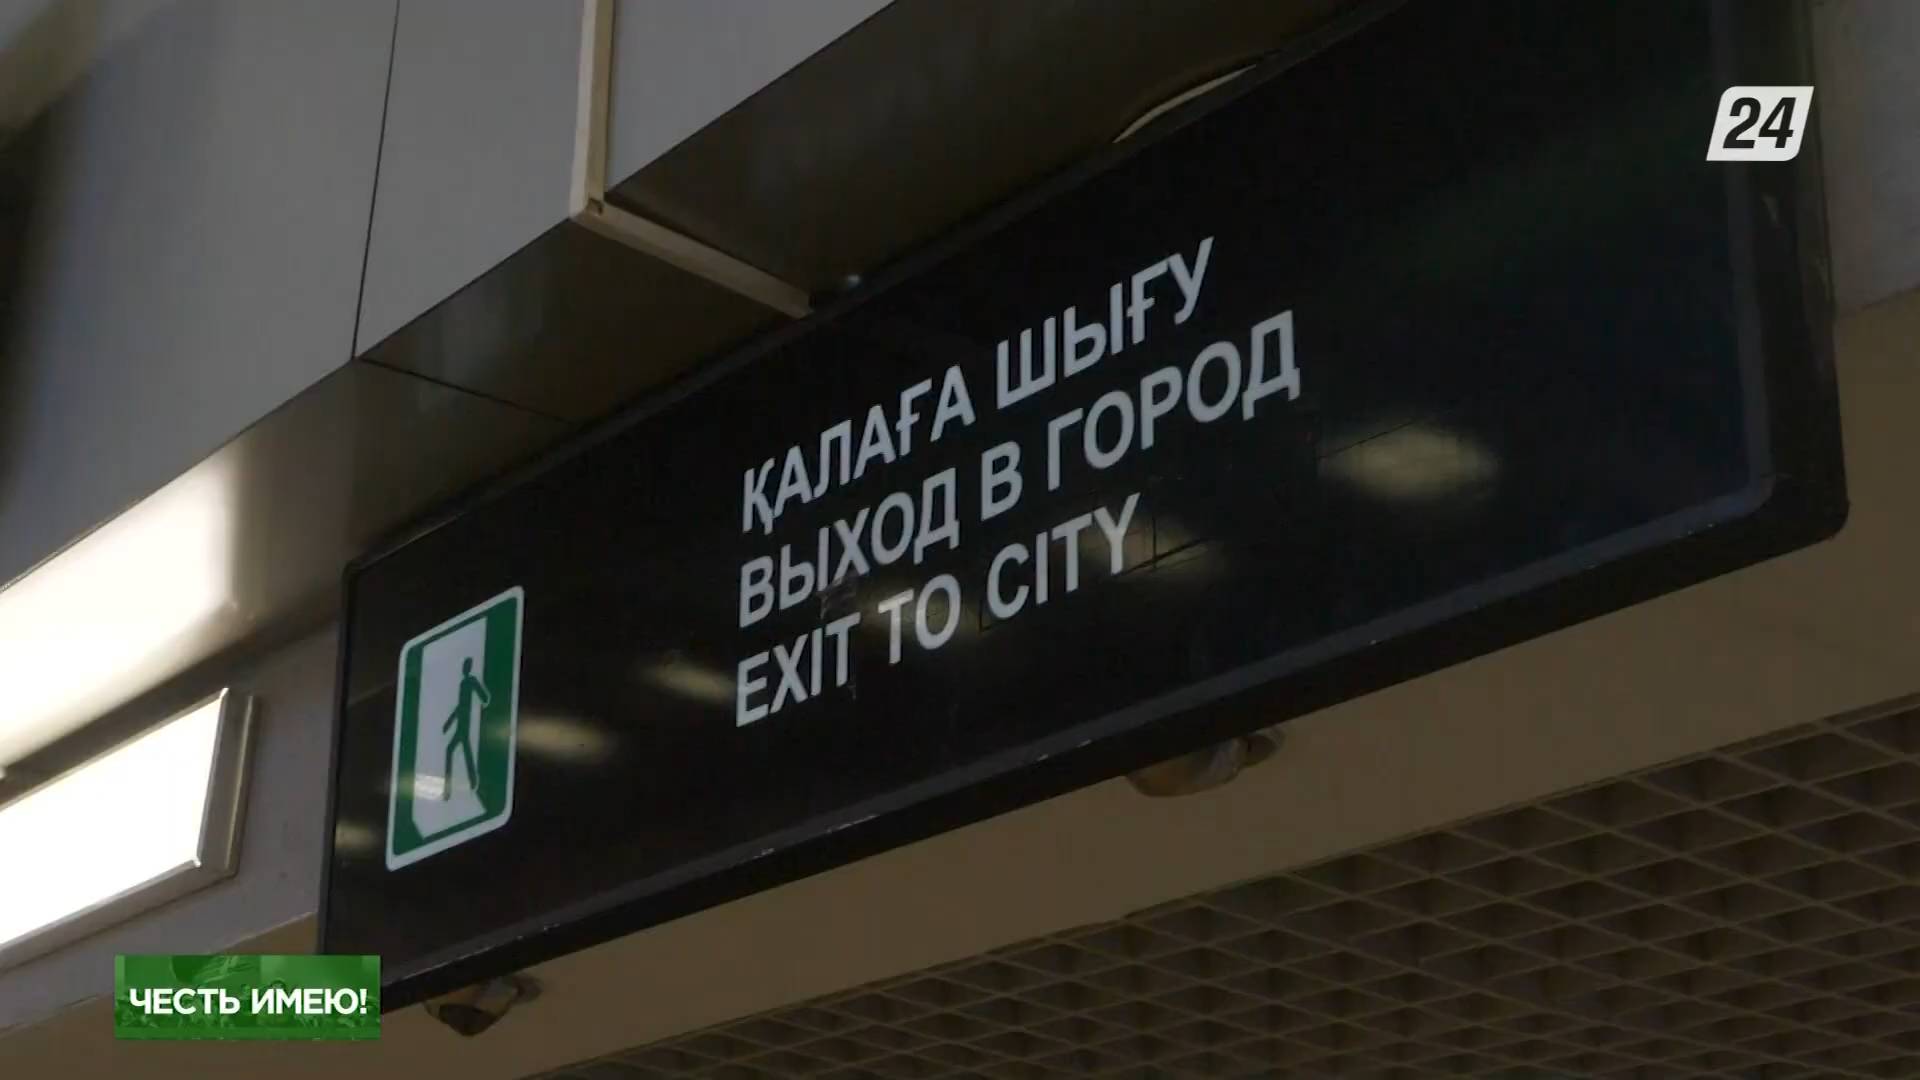 24
ҚАЛАҒА ШЫҒУ
ВЫХОД В ГОРОД
EXIT TO CITY
ЧЕСТЬ ИМЕЮ!